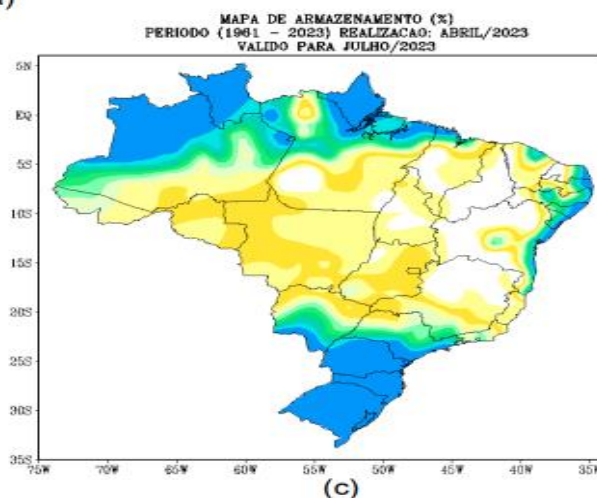 MAPA DE ARMAZENAMENTO (%)
PERIODO (1961 - 2023) REALIZACAO: ABRIL/2023
VALIDO PARA JULHO/2023
5N
EQ
5S
10S
15S
20S
25S
30S
35S
75W 70W 65W 60W 55W 50W 45W 40W 35W
(c)